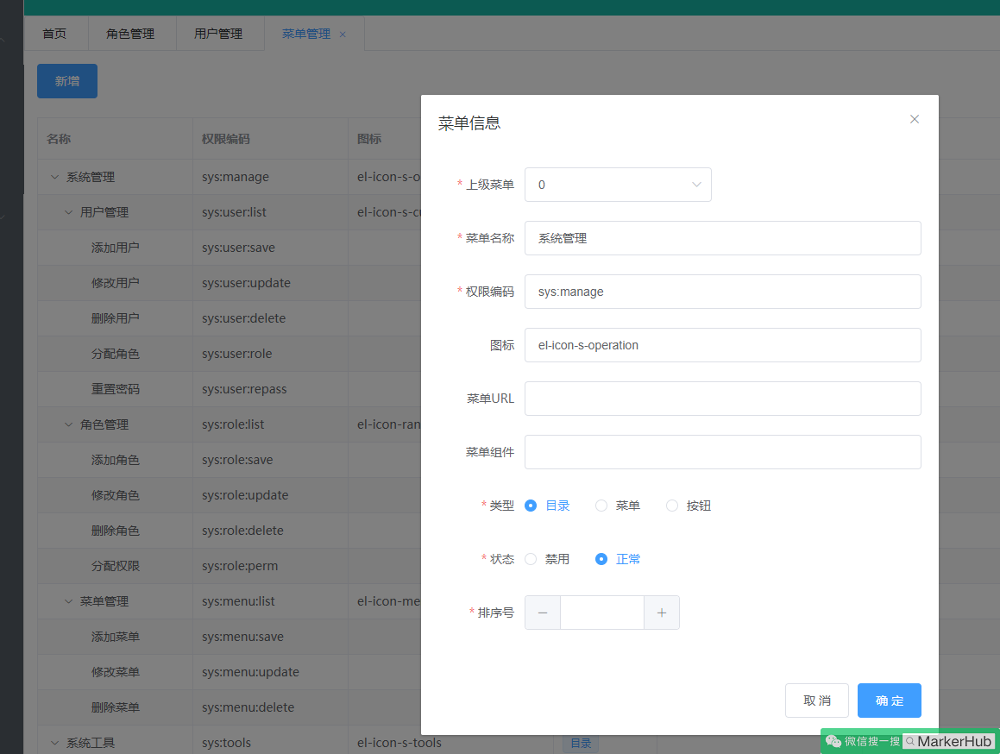 首页 角色管理 用户管理 菜单管理
新增
名称 权限编码 图标
系统管理 sys:manage el-icon-s-o
用户管理 sys:user:list el-icon-s-cu
添加用户 sys:user:save
修改用户 sys:user:update
删除用户 sys:user:delete
分配角色 sys:user:role
重置密码 sys:user:repass
角色管理 sys:role:list el-icon-ran
添加角色 sys:role:save
修改角色 sys:role:update
删除角色 sys:role:delete
分配权限 sys:role:perm
菜单管理 sys:menu:list el-icon-me
添加菜单 sys:menu:save
修改菜单 sys:menu:update
删除菜单 sys:menu:delete
系统工具 sys:tools el-icon-s-tools 目录
菜单信息
* 上级菜单 0
* 菜单名称 系统管理
* 权限编码 sys:manage
图标 el-icon-s-operation
菜单URL
菜单组件
* 类型 目录 菜单 按钮
* 状态 禁用 正常
* 排序号
取 消 确 定
微信搜一搜 MarkerHub